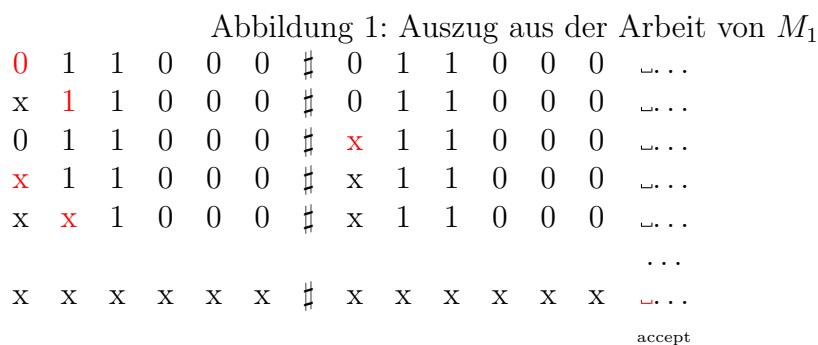 Abbildung 1: Auszug aus der Arbeit von M₁
0 1 1 0 0 0 ♯ 0 1 1 0 0 0 ␣...
x 1 1 0 0 0 ♯ 0 1 1 0 0 0 ␣...
0 1 1 0 0 0 ♯ x 1 1 0 0 0 ␣...
x 1 1 0 0 0 ♯ x 1 1 0 0 0 ␣...
x x 1 0 0 0 ♯ x 1 1 0 0 0 ␣...
...
x x x x x x ♯ x x x x x x ␣...
accept